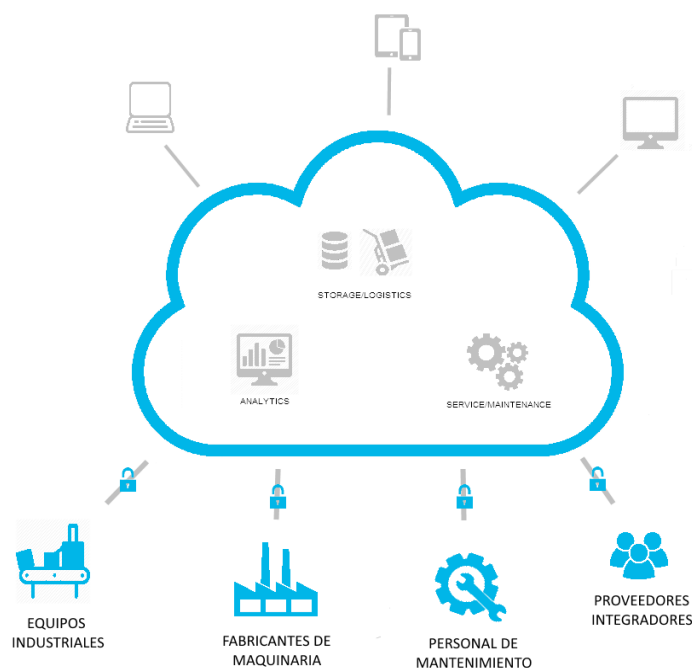 STORAGE/LOGISTICS
ANALYTICS
SERVICE/MAINTENANCE
EQUIPOS
INDUSTRIALES
FABRICANTES DE
MAQUINARIA
PERSONAL DE
MANTENIMIENTO
PROVEEDORES
INTEGRADORES